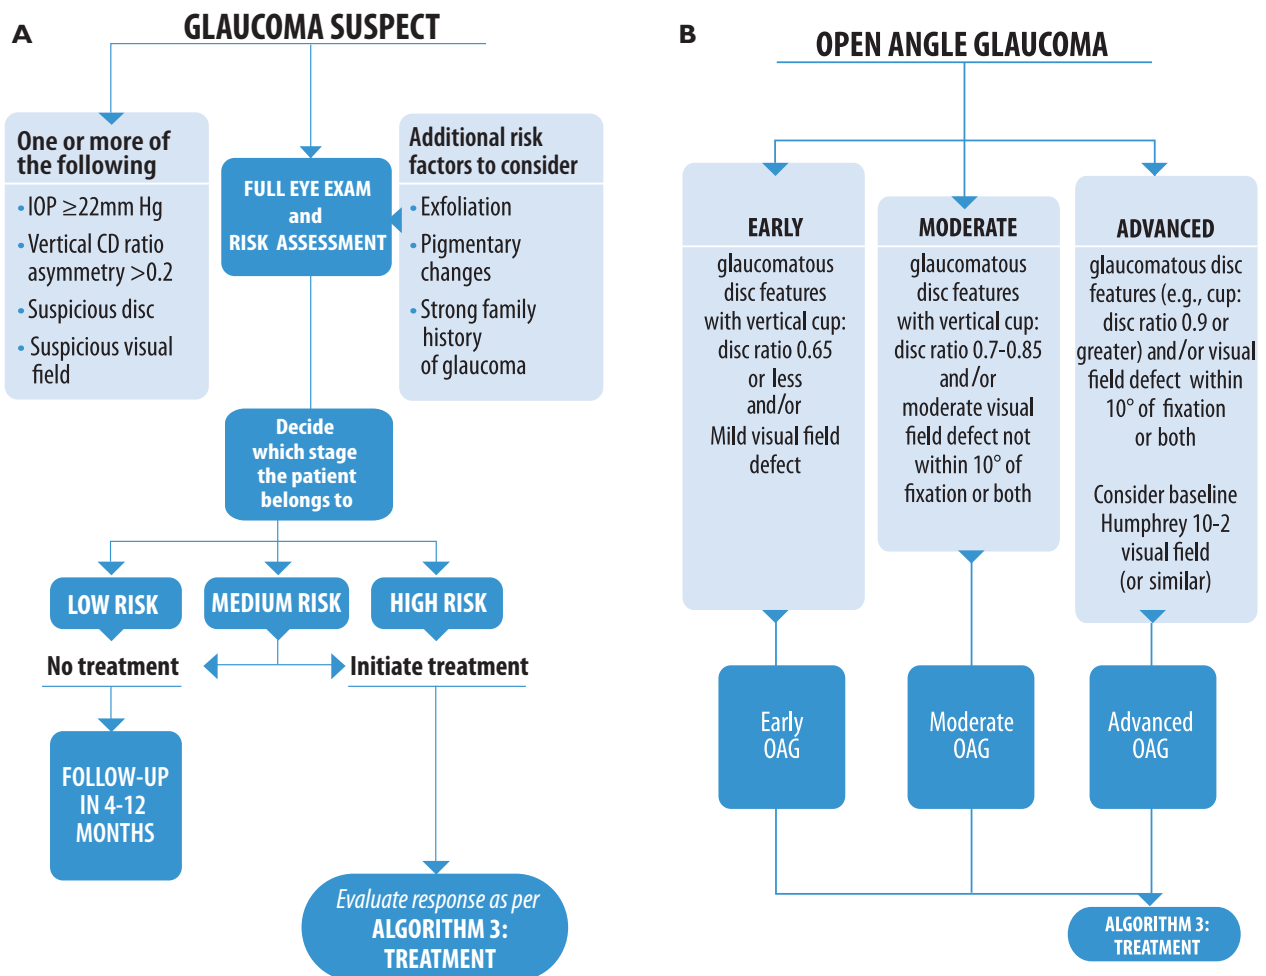 A
GLAUCOMA SUSPECT
One or more of
the following
• IOP ≥22mm Hg
• Vertical CD ratio
asymmetry >0.2
• Suspicious disc
• Suspicious visual
field
FULL EYE EXAM
and
RISK ASSESSMENT
Additional risk
factors to consider
• Exfoliation
• Pigmentary
changes
• Strong family
history
of glaucoma
Decide
which stage
the patient
belongs to
LOW RISK
MEDIUM RISK
HIGH RISK
No treatment
Initiate treatment
FOLLOW-UP
IN 4-12
MONTHS
Evaluate response as per
ALGORITHM 3:
TREATMENT
B
OPEN ANGLE GLAUCOMA
EARLY
glaucomatous
disc features
with vertical cup:
disc ratio 0.65
or less
and/or
Mild visual field
defect
MODERATE
glaucomatous
disc features
with vertical cup:
disc ratio 0.7-0.85
and/or
moderate visual
field defect not
within 10° of
fixation or both
ADVANCED
glaucomatous disc
features (e.g., cup:
disc ratio 0.9 or
greater) and/or visual
field defect within
10° of fixation
or both
Consider baseline
Humphrey 10-2
visual field
(or similar)
Early
OAG
Moderate
OAG
Advanced
OAG
ALGORITHM 3:
TREATMENT